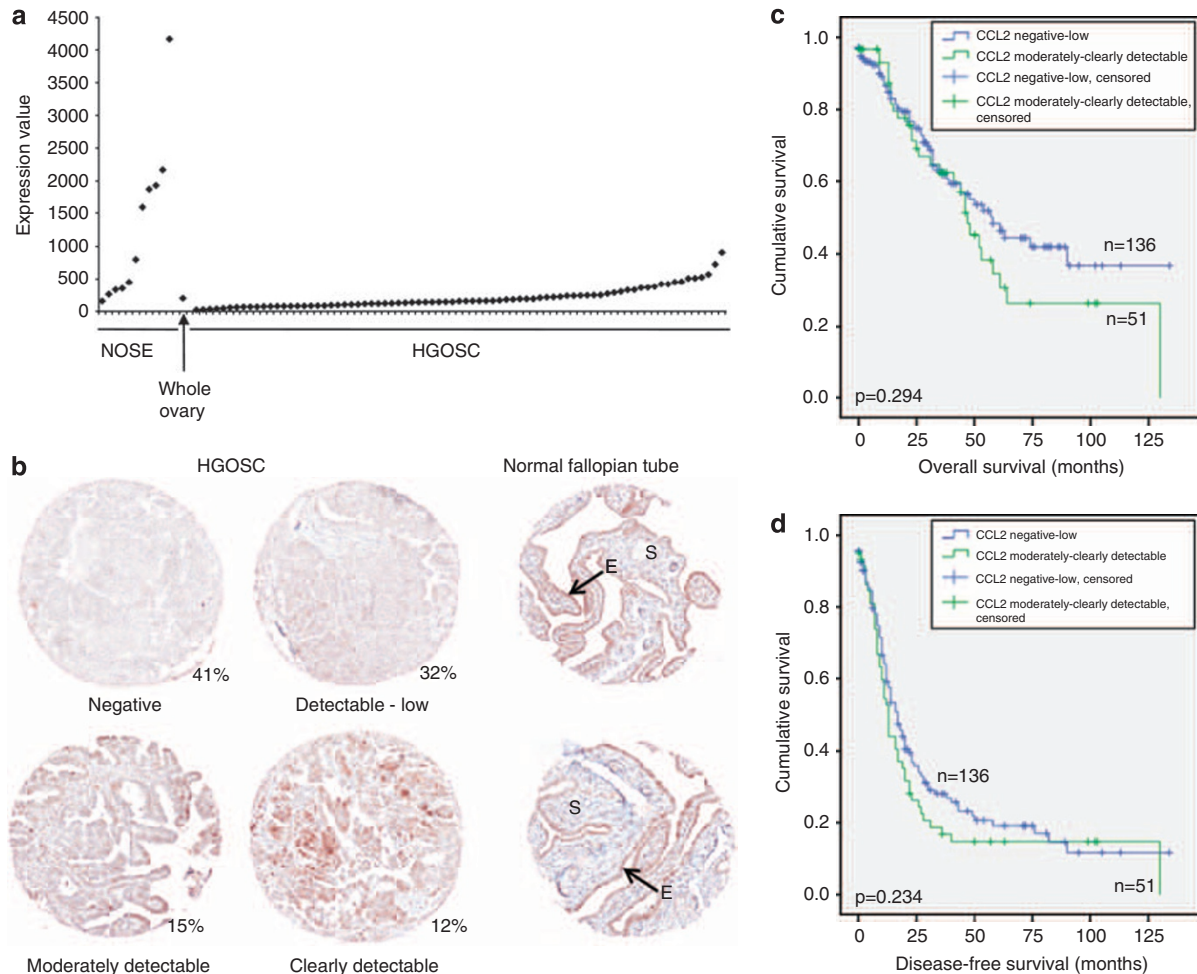 a
4500
4000
3500
3000
2500
2000
1500
1000
500
0
Expression value
NOSE
HGOSC
Whole
ovary
b
HGOSC
Normal fallopian tube
41%
32%
S
E
Negative
Detectable - low
15%
12%
S
E
Moderately detectable
Clearly detectable
c
CCL2 negative-low
CCL2 moderately-clearly detectable
CCL2 negative-low, censored
CCL2 moderately-clearly detectable,
censored
1.0
0.8
0.6
0.4
0.2
0.0
Cumulative survival
n=136
n=51
p=0.294
0 25 50 75 100 125
Overall survival (months)
d
CCL2 negative-low
CCL2 moderately-clearly detectable
CCL2 negative-low, censored
CCL2 moderately-clearly detectable,
censored
1.0
0.8
0.6
0.4
0.2
0.0
Cumulative survival
n=136
n=51
p=0.234
0 25 50 75 100 125
Disease-free survival (months)